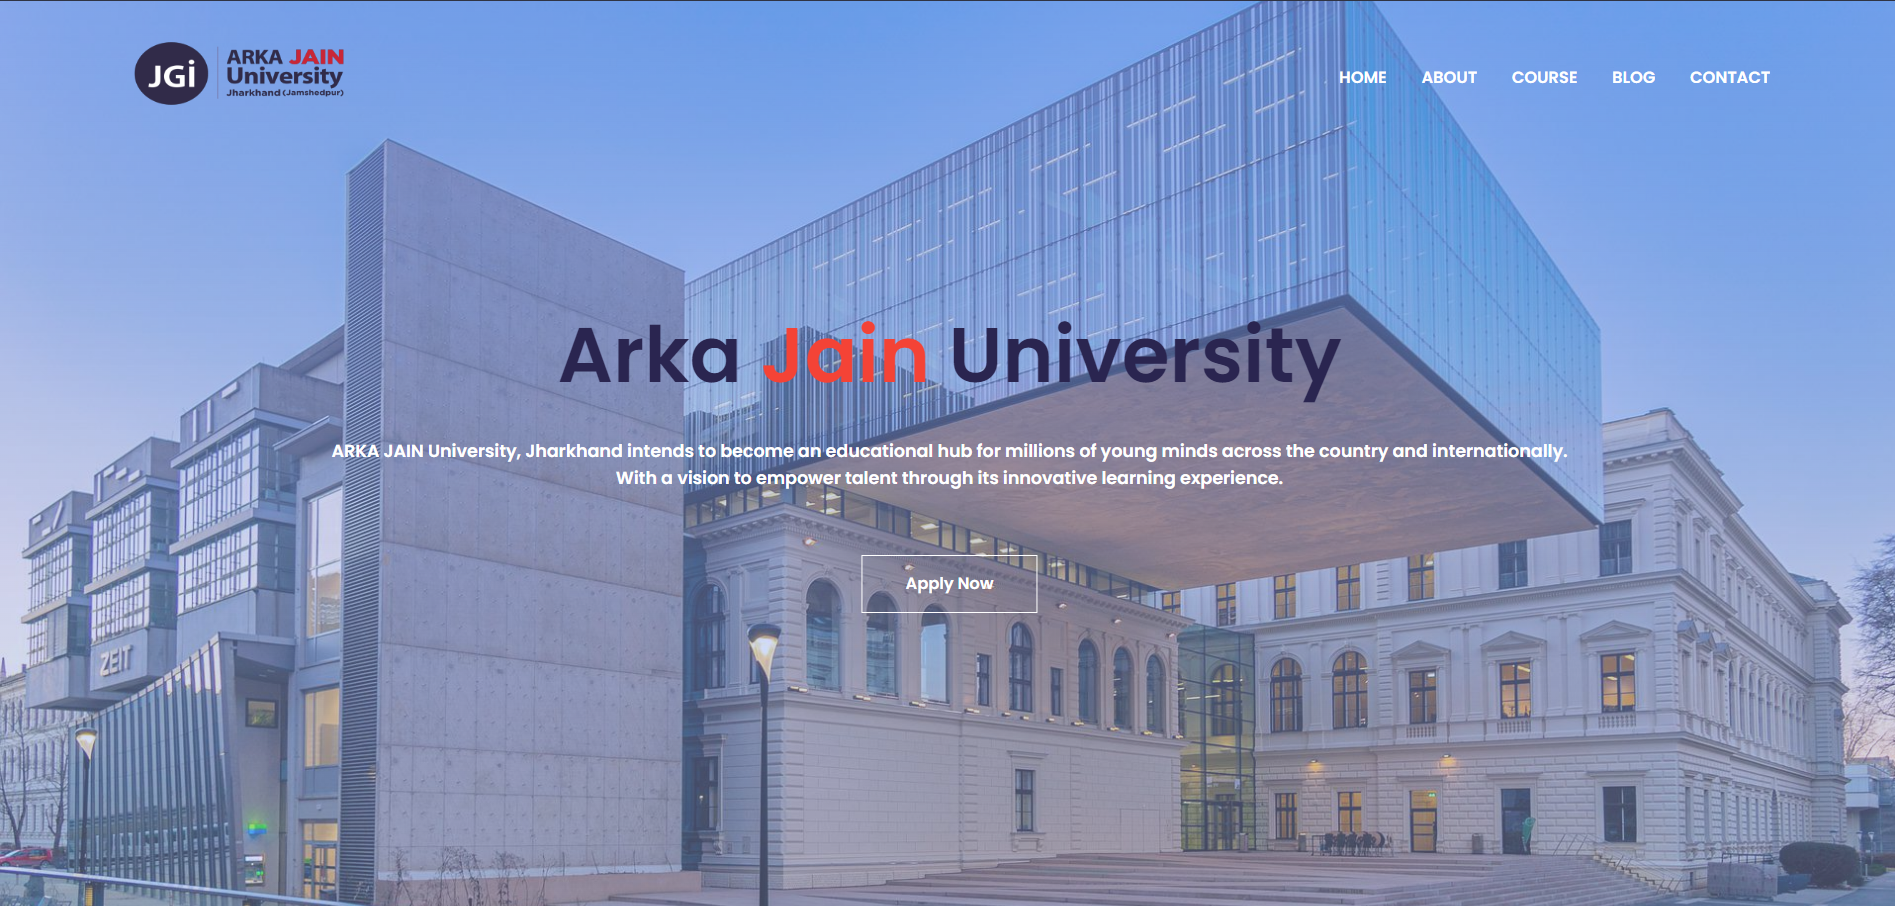 JGi
ARKA JAIN
University
Jharkhand (Jamshedpur)
HOME ABOUT COURSE BLOG CONTACT
Arka Jain University
ARKA JAIN University, Jharkhand intends to become an educational hub for millions of young minds across the country and internationally.
With a vision to empower talent through its innovative learning experience.
Apply Now
ZEIT